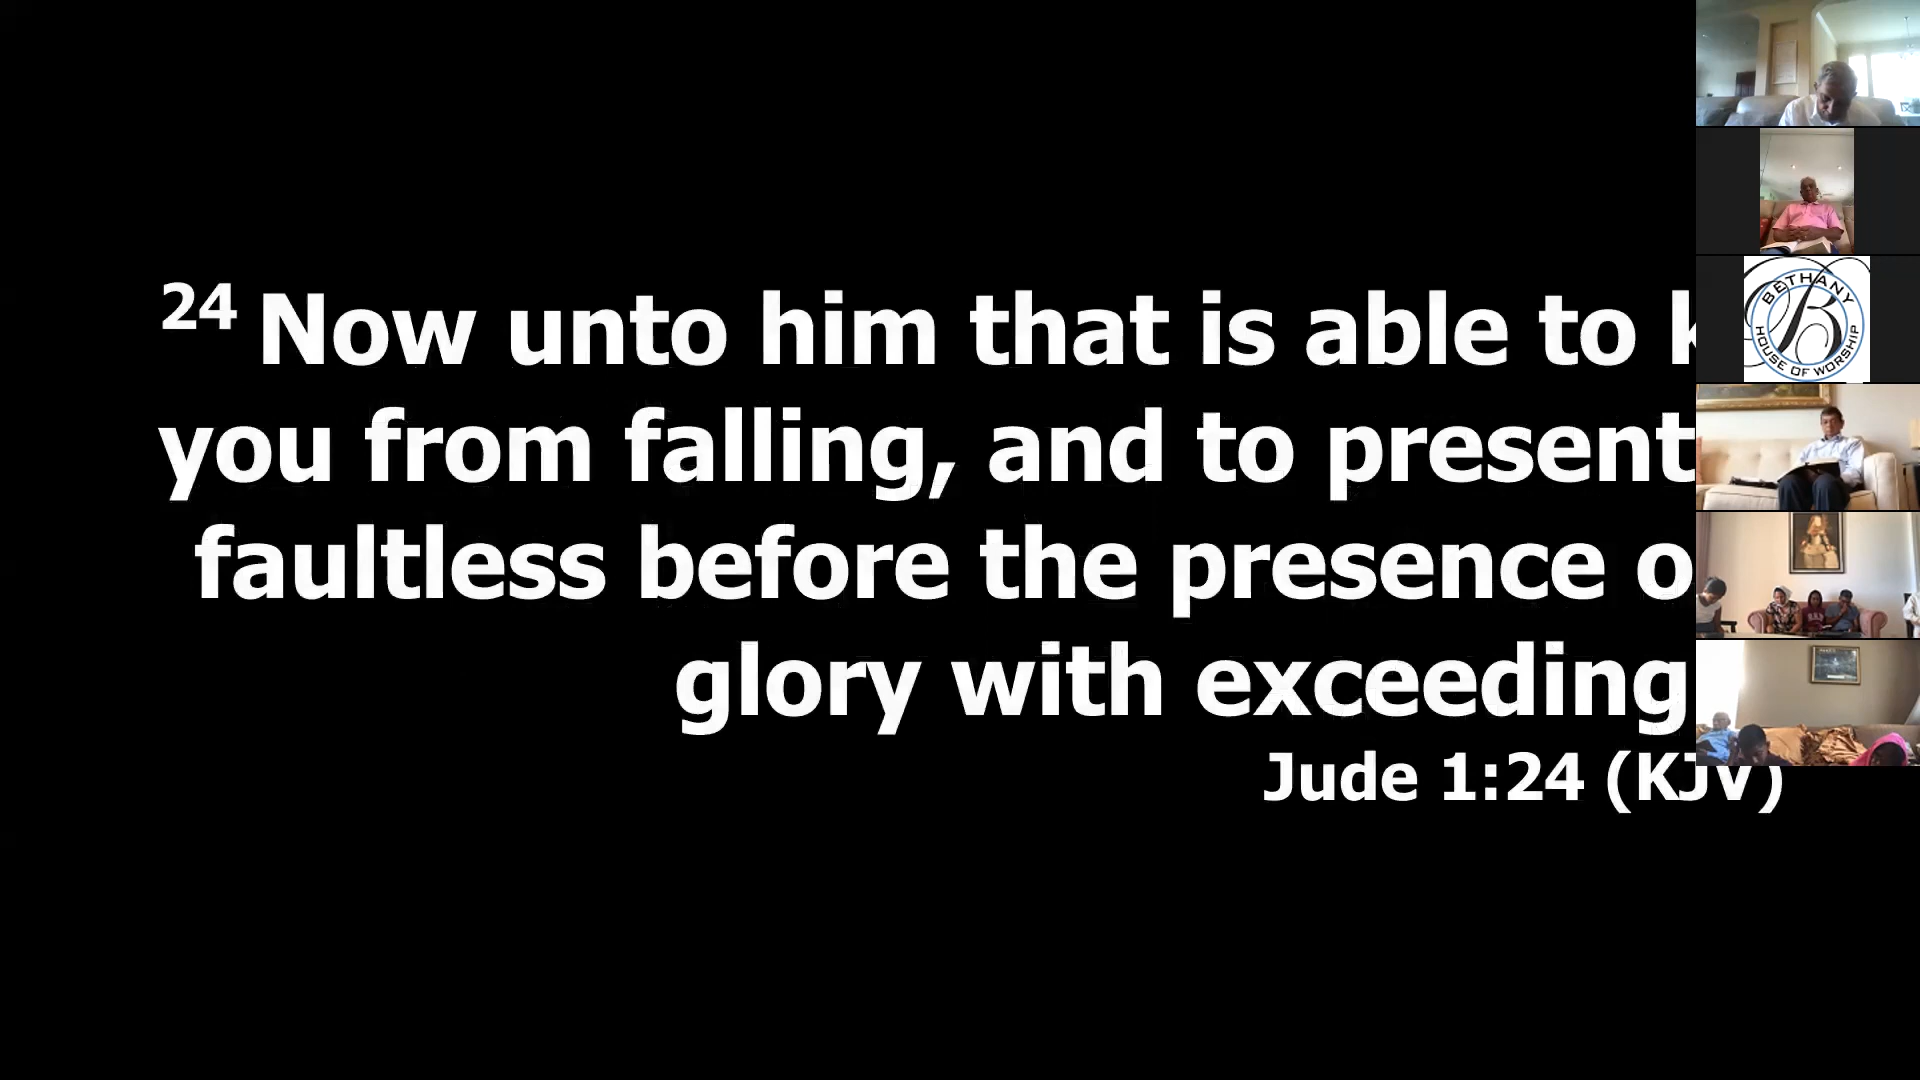 24 Now unto him that is able to k
you from falling, and to present
faultless before the presence o
glory with exceeding
Jude 1:24 (KJV)
BETHANY
B
HOUSE OF WORSHIP